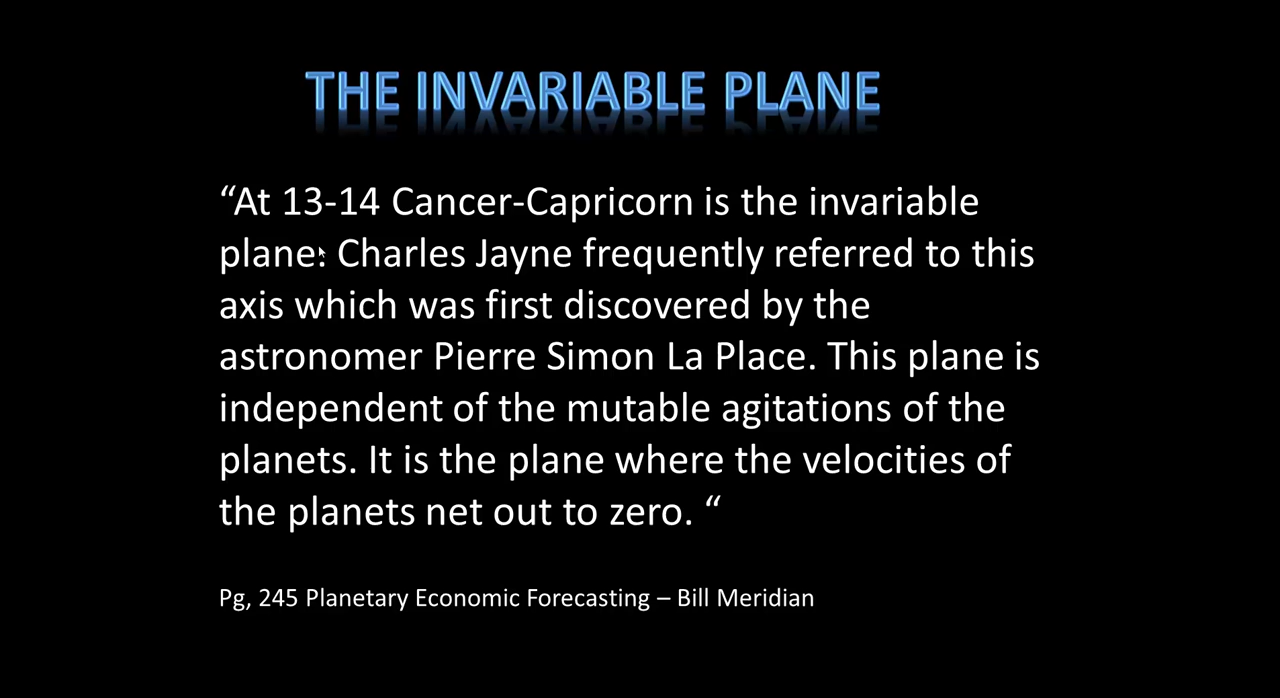 THE INVARIABLE PLANE
“At 13-14 Cancer-Capricorn is the invariable
plane. Charles Jayne frequently referred to this
axis which was first discovered by the
astronomer Pierre Simon La Place. This plane is
independent of the mutable agitations of the
planets. It is the plane where the velocities of
the planets net out to zero. “
Pg, 245 Planetary Economic Forecasting – Bill Meridian